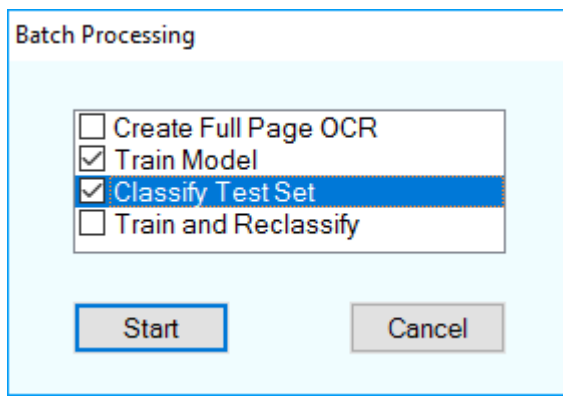 Batch Processing
Create Full Page OCR
Train Model
Classify Test Set
Train and Reclassify
Start Cancel